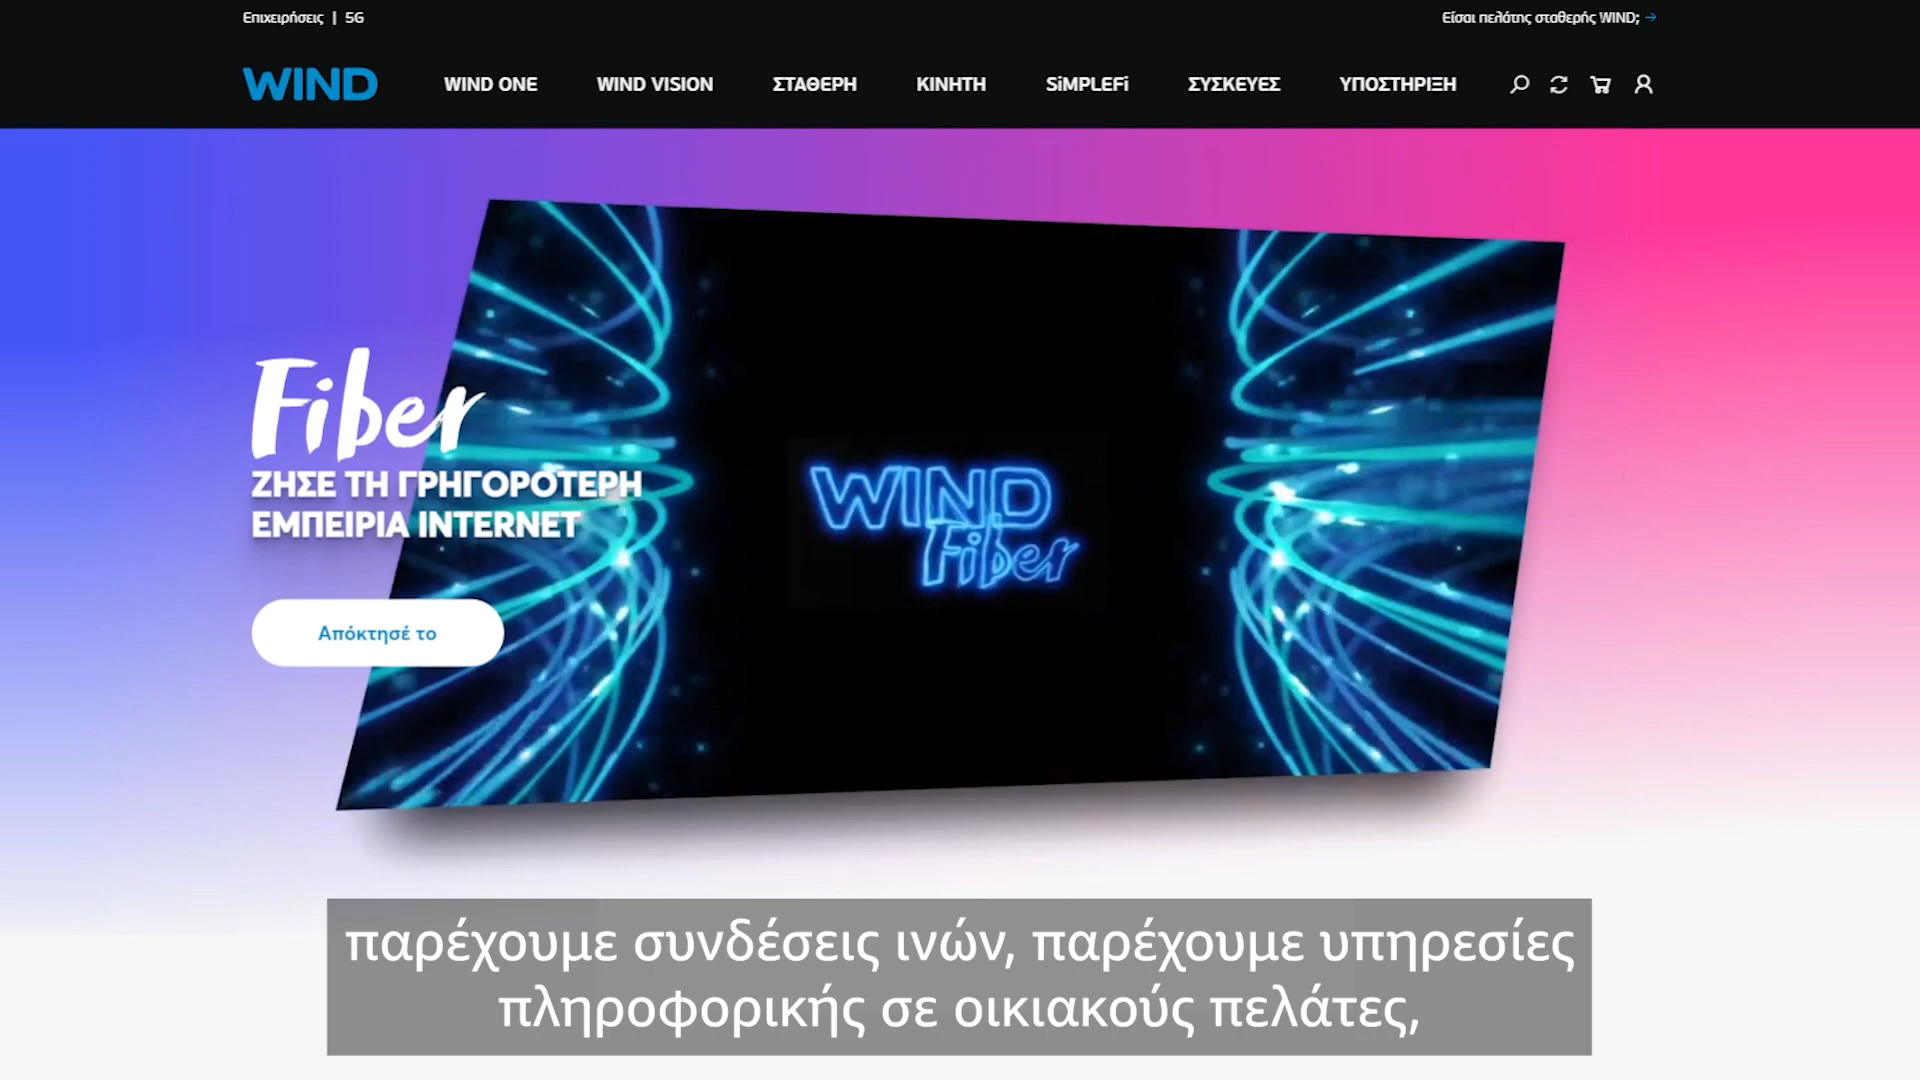 Επιχειρήσεις | 5G
Είσαι πελάτης σταθερής WIND; →
WIND
WIND ONE
WIND VISION
ΣΤΑΘΕΡΗ
ΚΙΝΗΤΗ
SiMPLEFi
ΣΥΣΚΕΥΕΣ
ΥΠΟΣΤΗΡΙΞΗ
Fiber
ΖΗΣΕ ΤΗ ΓΡΗΓΟΡΟΤΕΡΗ
ΕΜΠΕΙΡΙΑ INTERNET
Απόκτησέ το
WIND
Fiber
παρέχουμε συνδέσεις ινών, παρέχουμε υπηρεσίες
πληροφορικής σε οικιακούς πελάτες,